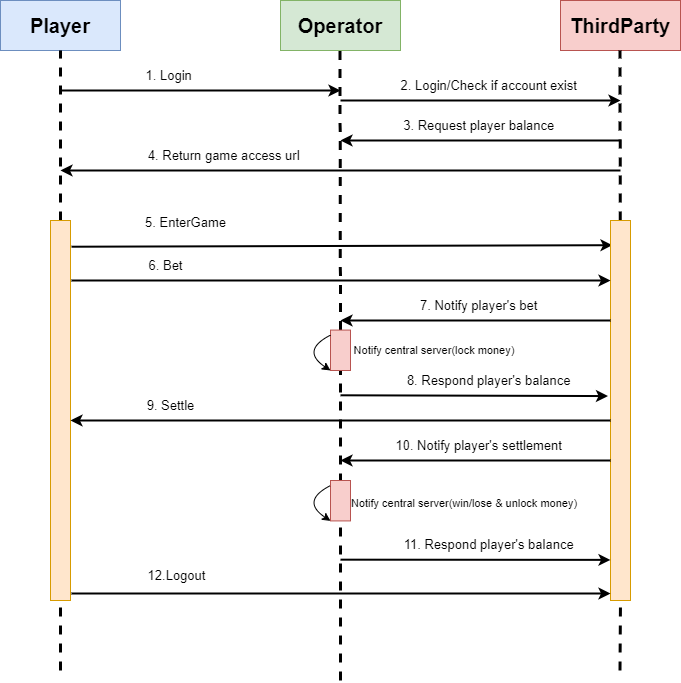 Player
Operator
ThirdParty
1. Login
2. Login/Check if account exist
3. Request player balance
4. Return game access url
5. EnterGame
6. Bet
7. Notify player's bet
Notify central server(lock money)
8. Respond player's balance
9. Settle
10. Notify player's settlement
Notify central server(win/lose & unlock money)
11. Respond player's balance
12.Logout